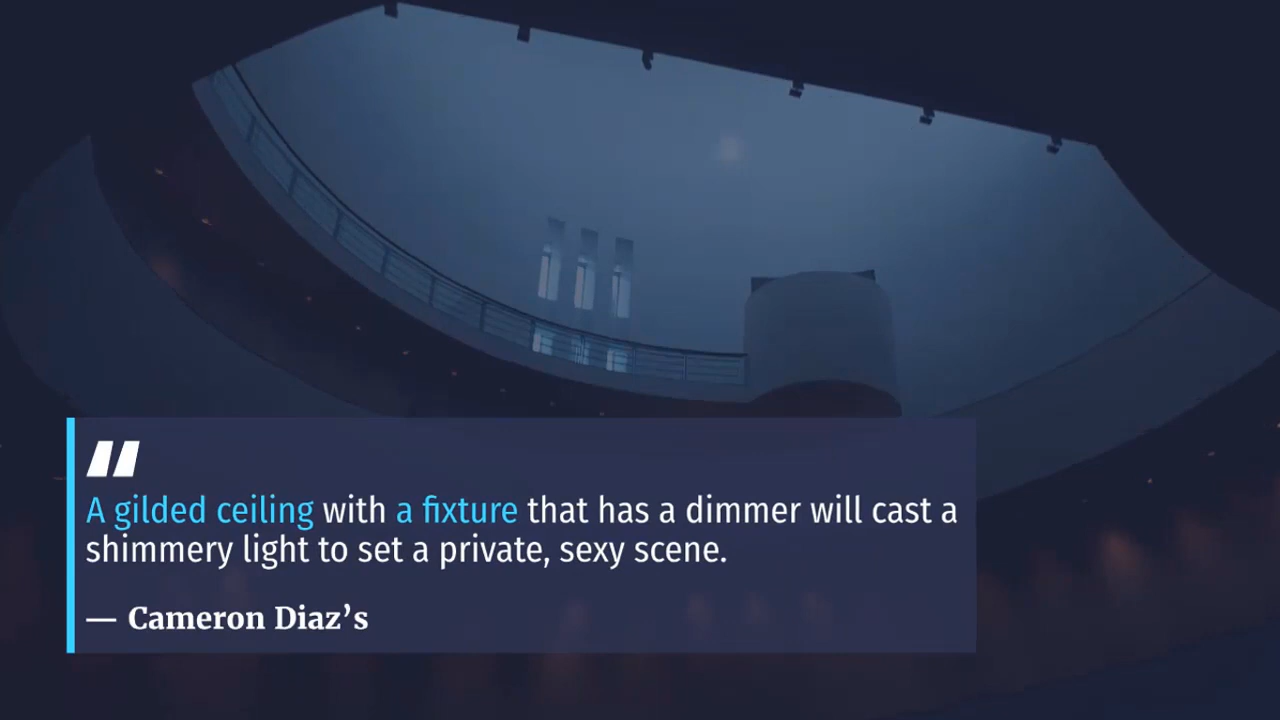 A gilded ceiling with a fixture that has a dimmer will cast a
shimmery light to set a private, sexy scene.
— Cameron Diaz’s